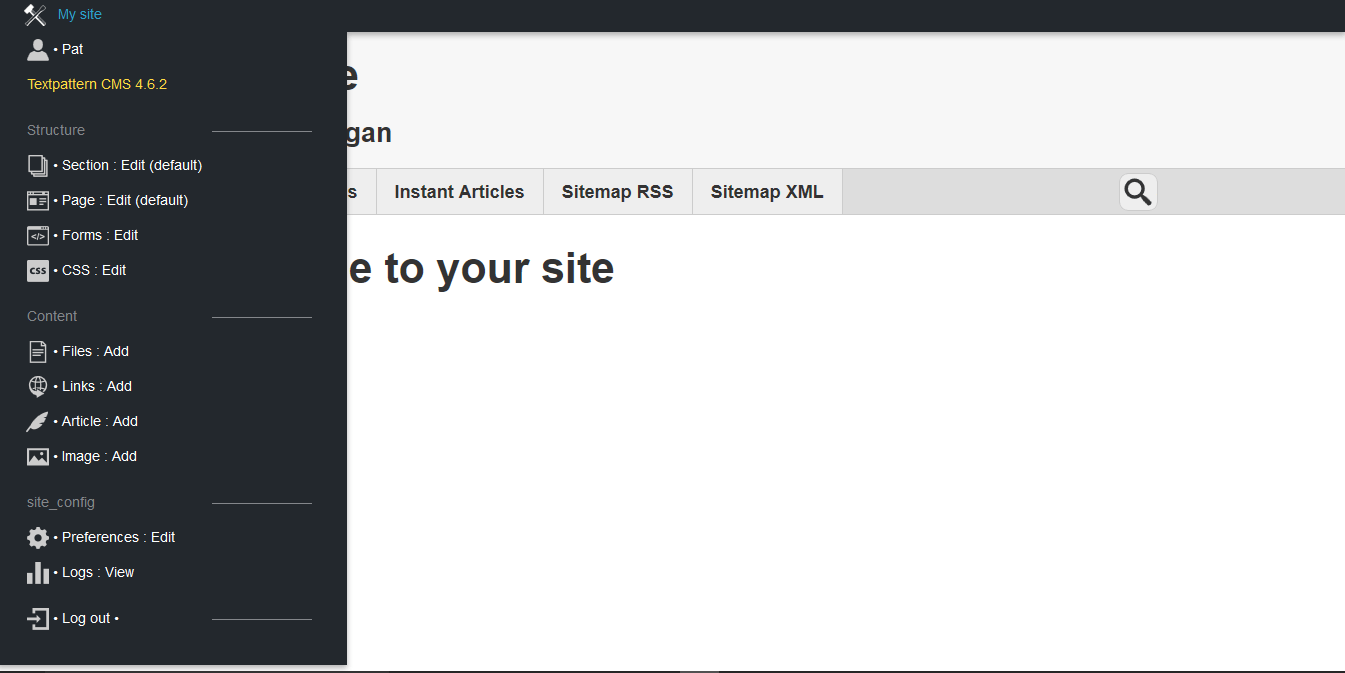 My site
• Pat
Textpattern CMS 4.6.2
Structure
• Section : Edit (default)
• Page : Edit (default)
• Forms : Edit
• CSS : Edit
Content
• Files : Add
• Links : Add
• Article : Add
• Image : Add
site_config
• Preferences : Edit
• Logs : View
• Log out •
Instant Articles
Sitemap RSS
Sitemap XML
to your site